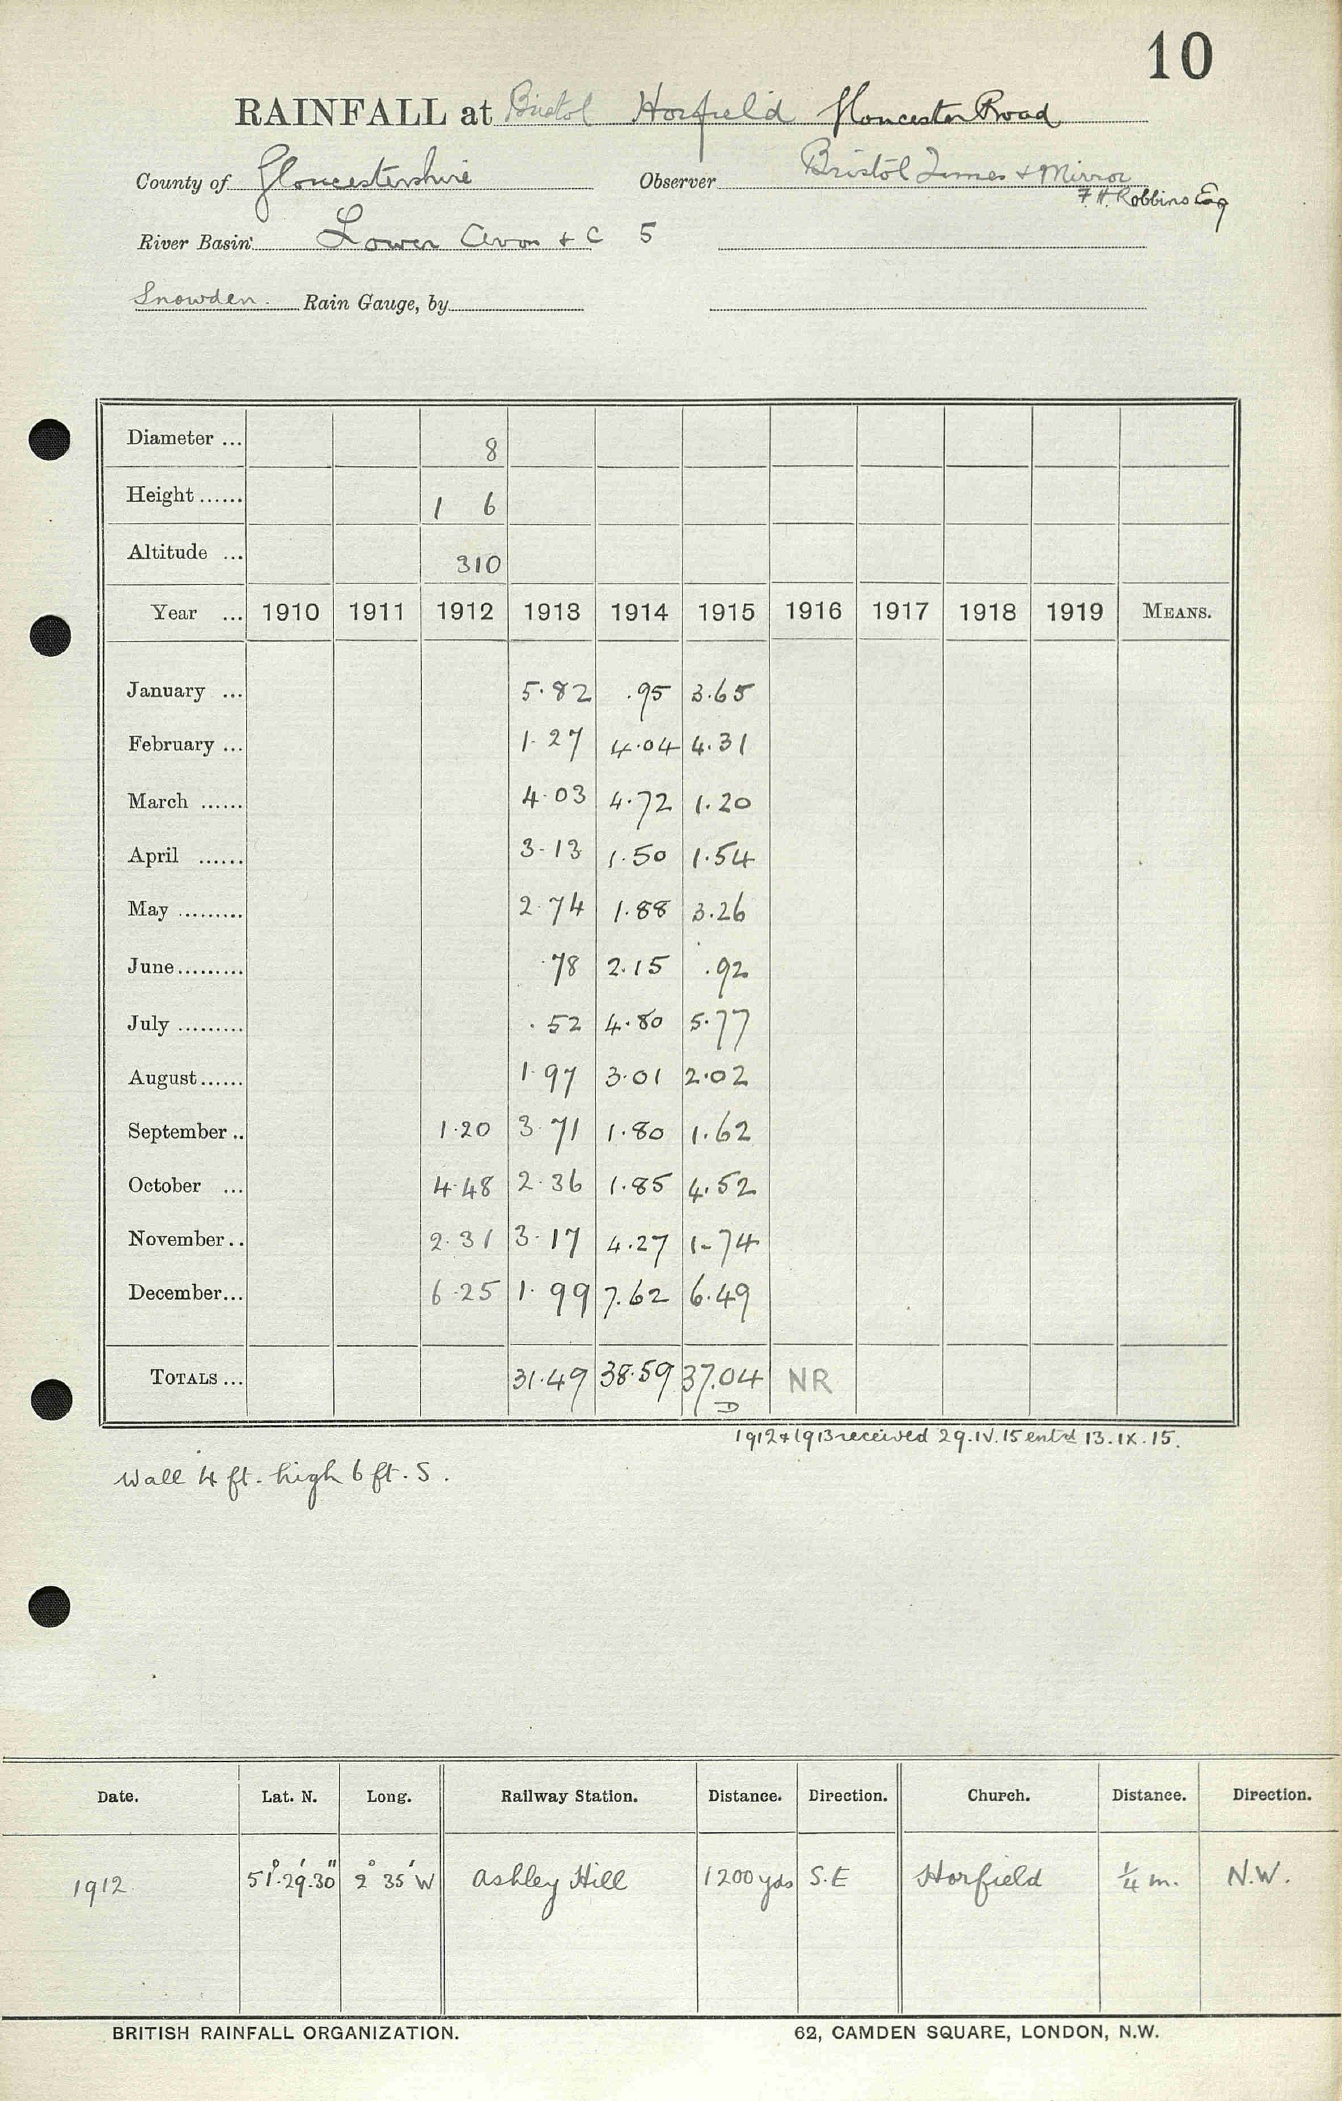 10
RAINFALL at Bristol Horfield Gloucester Road
County of Gloucestershire Observer Bristol Times + Mirror
F. H. Robbins Esq
River Basin Lower Avon + C 5
Snowden. Rain Gauge, by
Diameter ... 8
Height ...... 1 6
Altitude ... 310
Year ... 1910 1911 1912 1913 1914 1915 1916 1917 1918 1919 MEANS.
January ... 5.82 .95 3.65
February ... 1.27 4.04 4.31
March ...... 4.03 4.72 1.20
April ...... 3.13 1.50 1.54
May ......... 2.74 1.88 3.26
June ......... .78 2.15 .92
July ......... .52 4.80 5.77
August ...... 1.97 3.01 2.02
September .. 1.20 3.71 1.80 1.62
October ... 4.48 2.36 1.85 4.52
November .. 2.31 3.17 4.27 1.74
December ... 6.25 1.99 7.62 6.49
TOTALS ... 31.49 38.59 37.04 NR
D
1912 & 1913 received 29.IV.15 entd 13.IX.15.
Wall 4 ft. high 6 ft. S.
Date. Lat. N. Long. Railway Station. Distance. Direction. Church. Distance. Direction.
1912 51° 29' 30" 2° 35' W Ashley Hill 1200 yds S.E Horfield ¼ m. N.W.
BRITISH RAINFALL ORGANIZATION. 62, CAMDEN SQUARE, LONDON, N.W.